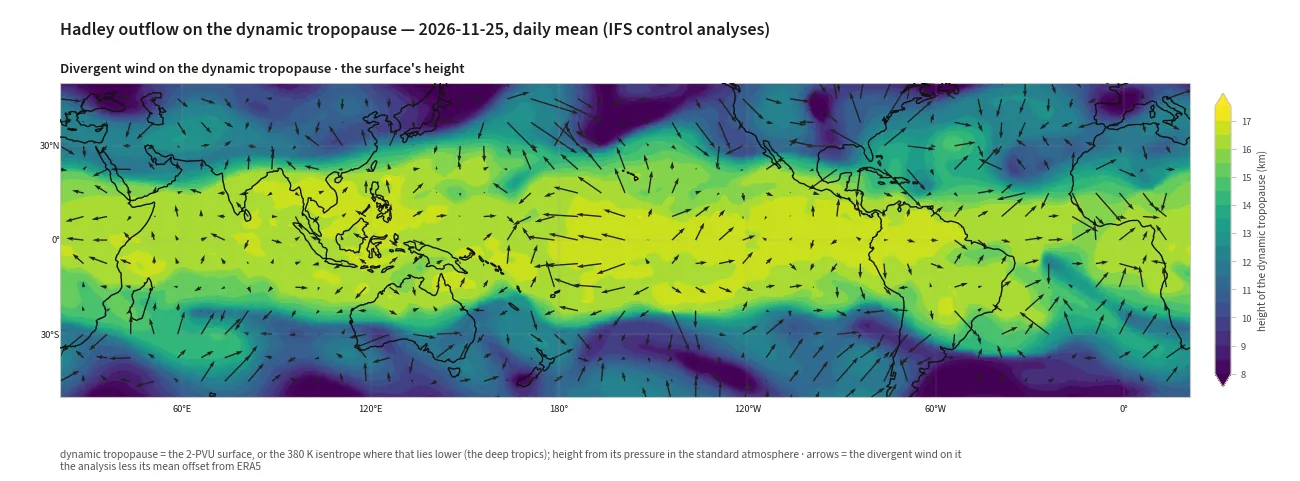 Hadley outflow on the dynamic tropopause — 2026-11-25, daily mean (IFS control analyses)
Divergent wind on the dynamic tropopause · the surface's height
30°N
0°
30°S
60°E
120°E
180°
120°W
60°W
0°
17
16
15
14
13
12
11
10
9
8
height of the dynamic tropopause (km)
dynamic tropopause = the 2-PVU surface, or the 380 K isentrope where that lies lower (the deep tropics); height from its pressure in the standard atmosphere · arrows = the divergent wind on it
the analysis less its mean offset from ERA5